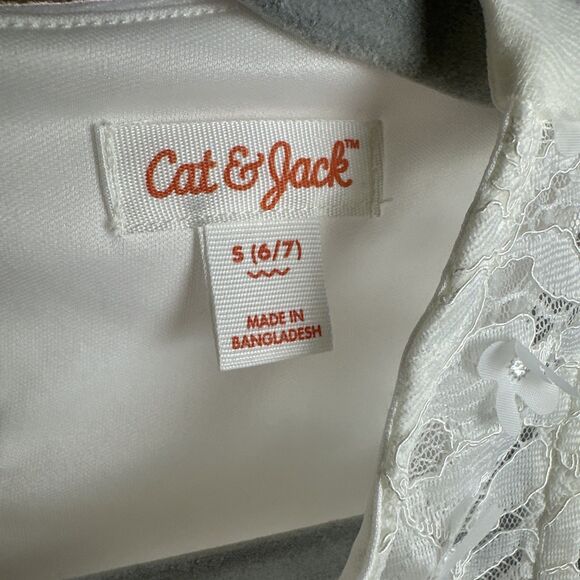 Cat & Jack™
S (6/7)
MADE IN
BANGLADESH